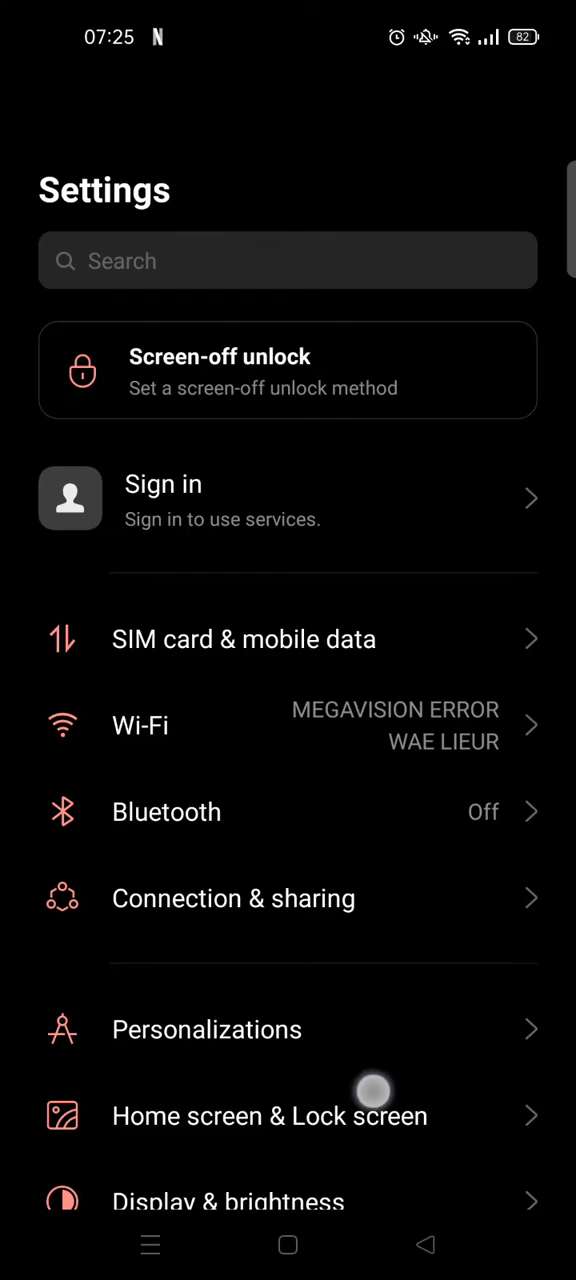 07:25 N 82
Settings
Search
Screen-off unlock
Set a screen-off unlock method
Sign in
Sign in to use services.
SIM card & mobile data
Wi-Fi MEGAVISION ERROR
WAE LIEUR
Bluetooth Off
Connection & sharing
Personalizations
Home screen & Lock screen
Display & brightness